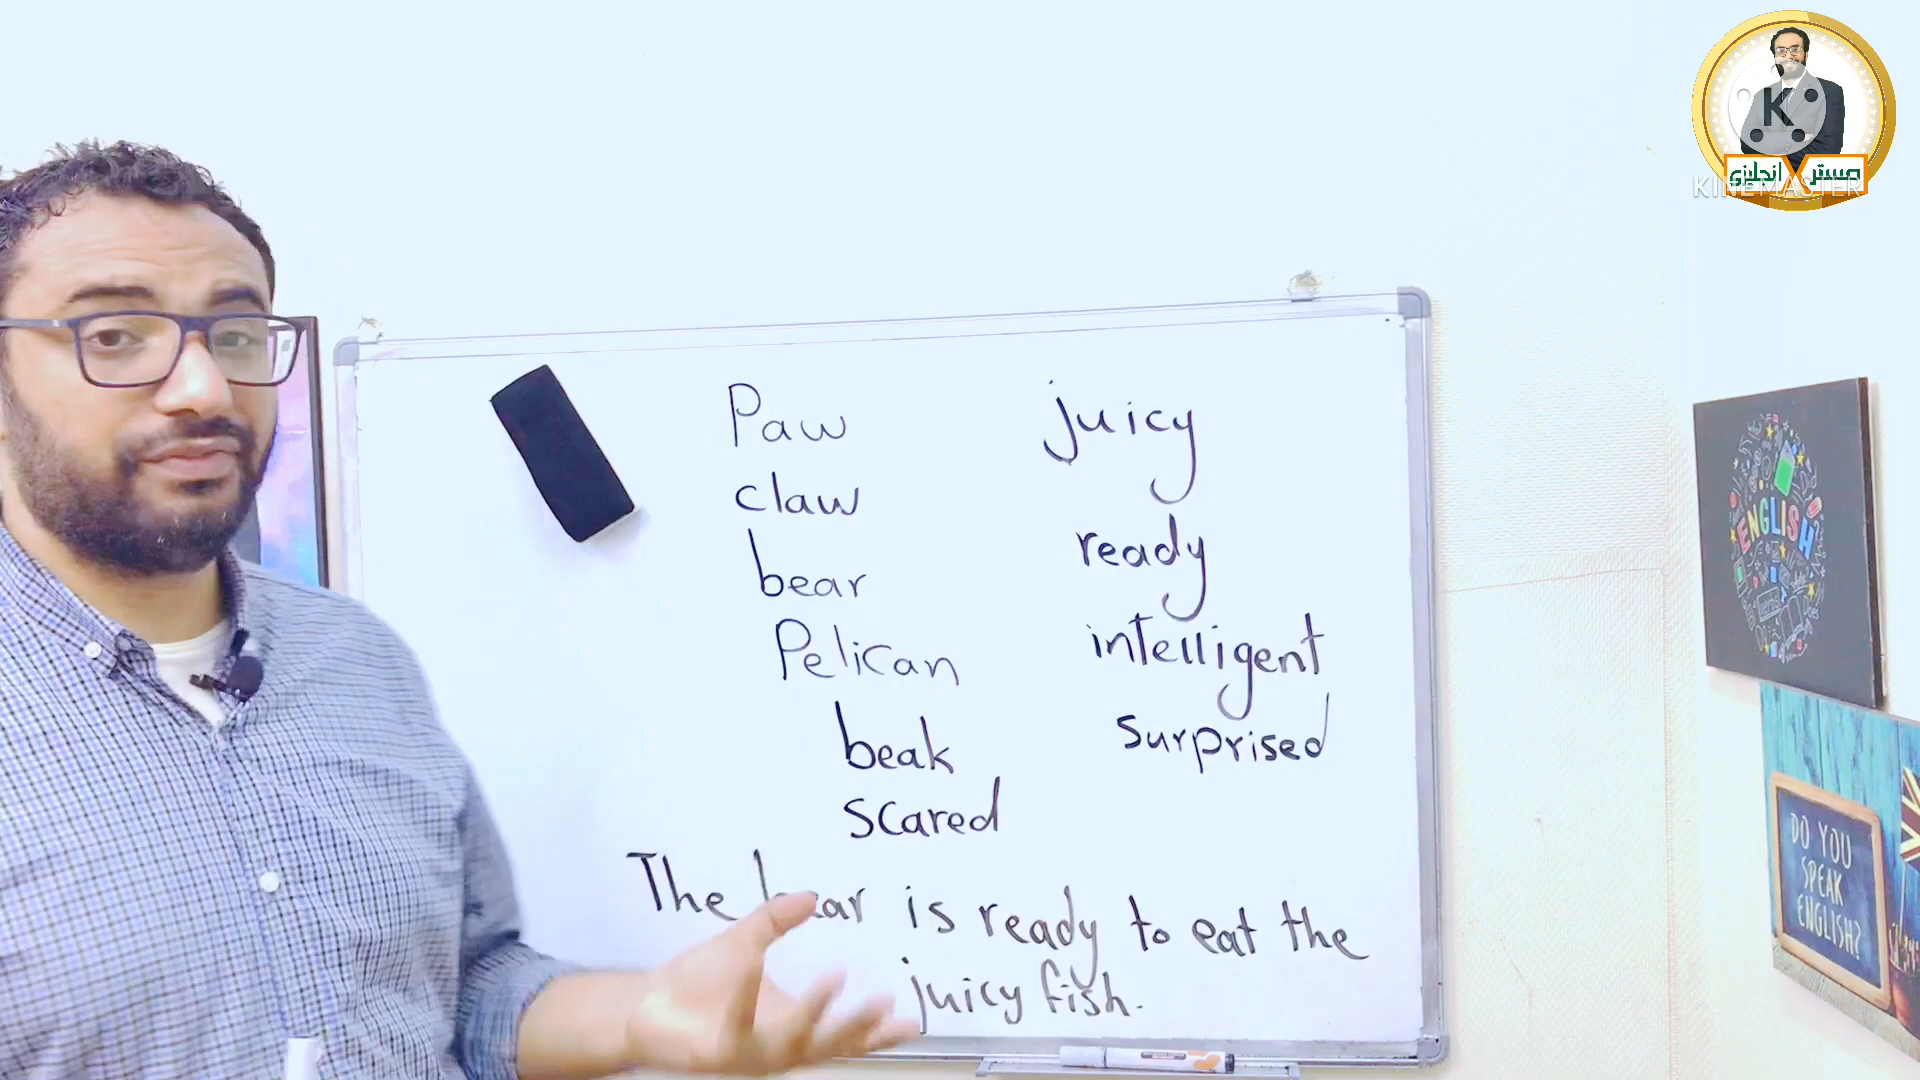 Paw
claw
bear
Pelican
beak
scared
juicy
ready
intelligent
surprised
The bear is ready to eat the
juicy fish.
K
مستر X انجليزي
KINEMASTER
ENGLISH
DO YOU
SPEAK
ENGLISH?